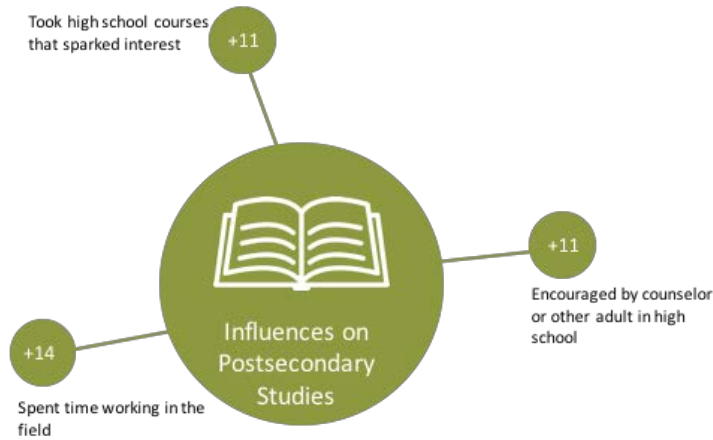 Took high school courses
that sparked interest
+11
+11
Encouraged by counselor
or other adult in high
school
Influences on
Postsecondary
Studies
+14
Spent time working in the
field